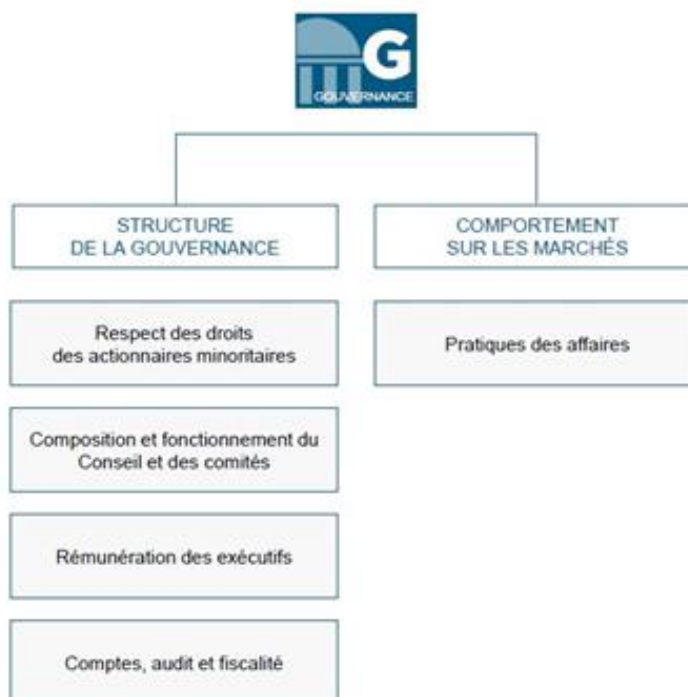 G
GOUVERNANCE
STRUCTURE
DE LA GOUVERNANCE
COMPORTEMENT
SUR LES MARCHÉS
Respect des droits
des actionnaires minoritaires
Pratiques des affaires
Composition et fonctionnement du
Conseil et des comités
Rémunération des exécutifs
Comptes, audit et fiscalité